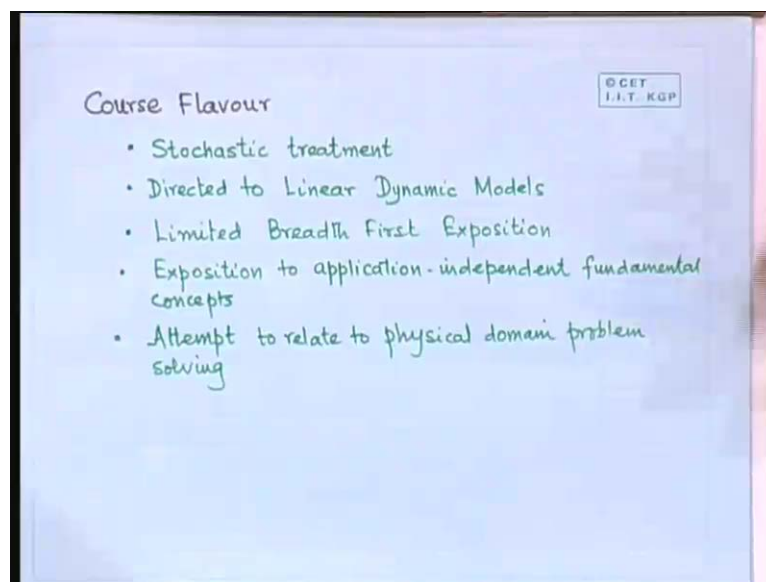 Course Flavour
© CET
I.I.T. KGP
• Stochastic treatment
• Directed to Linear Dynamic Models
• Limited Breadth First Exposition
• Exposition to application-independent fundamental
concepts
• Attempt to relate to physical domain problem
solving